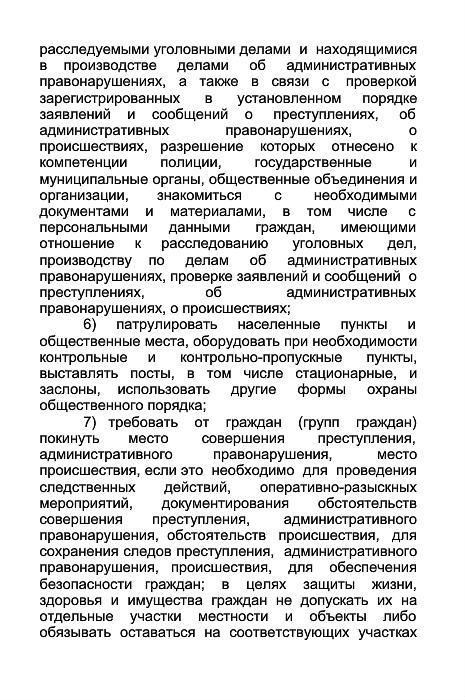 расследуемыми уголовными делами и находящимися
в производстве делами об административных
правонарушениях, а также в связи с проверкой
зарегистрированных в установленном порядке
заявлений и сообщений о преступлениях, об
административных правонарушениях, о
происшествиях, разрешение которых отнесено к
компетенции полиции, государственные и
муниципальные органы, общественные объединения и
организации, знакомиться с необходимыми
документами и материалами, в том числе с
персональными данными граждан, имеющими
отношение к расследованию уголовных дел,
производству по делам об административных
правонарушениях, проверке заявлений и сообщений о
преступлениях, об административных
правонарушениях, о происшествиях;
6) патрулировать населенные пункты и
общественные места, оборудовать при необходимости
контрольные и контрольно-пропускные пункты,
выставлять посты, в том числе стационарные, и
заслоны, использовать другие формы охраны
общественного порядка;
7) требовать от граждан (групп граждан)
покинуть место совершения преступления,
административного правонарушения, место
происшествия, если это необходимо для проведения
следственных действий, оперативно-разыскных
мероприятий, документирования обстоятельств
совершения преступления, административного
правонарушения, обстоятельств происшествия, для
сохранения следов преступления, административного
правонарушения, происшествия, для обеспечения
безопасности граждан; в целях защиты жизни,
здоровья и имущества граждан не допускать их на
отдельные участки местности и объекты либо
обязывать оставаться на соответствующих участках